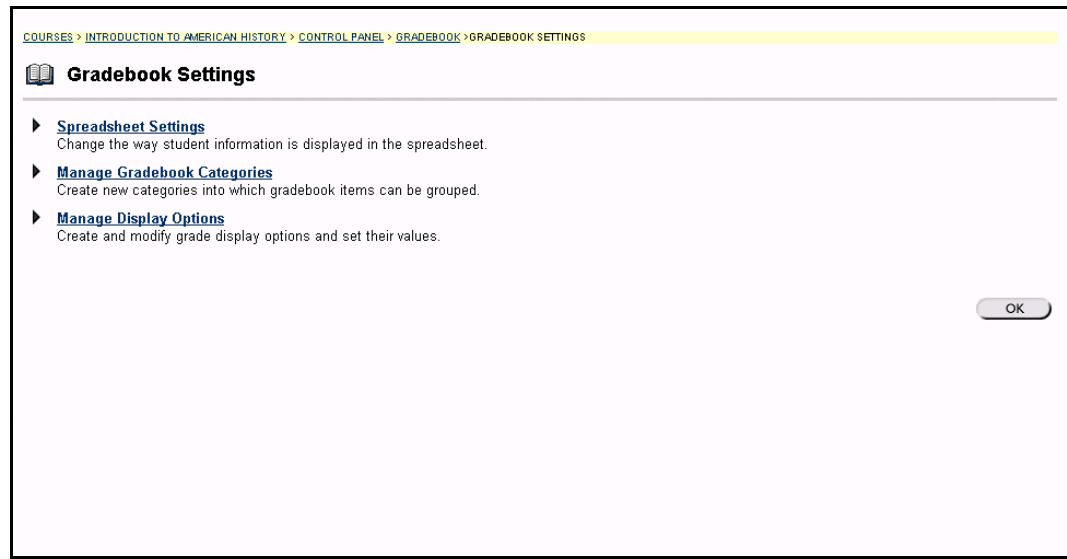 COURSES > INTRODUCTION TO AMERICAN HISTORY > CONTROL PANEL > GRADEBOOK >GRADEBOOK SETTINGS
Gradebook Settings
Spreadsheet Settings
Change the way student information is displayed in the spreadsheet.
Manage Gradebook Categories
Create new categories into which gradebook items can be grouped.
Manage Display Options
Create and modify grade display options and set their values.
OK